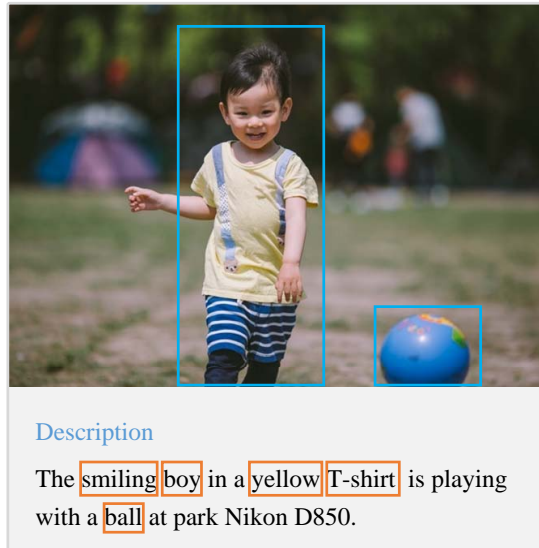 Description
The smiling boy in a yellow T-shirt is playing
with a ball at park Nikon D850.